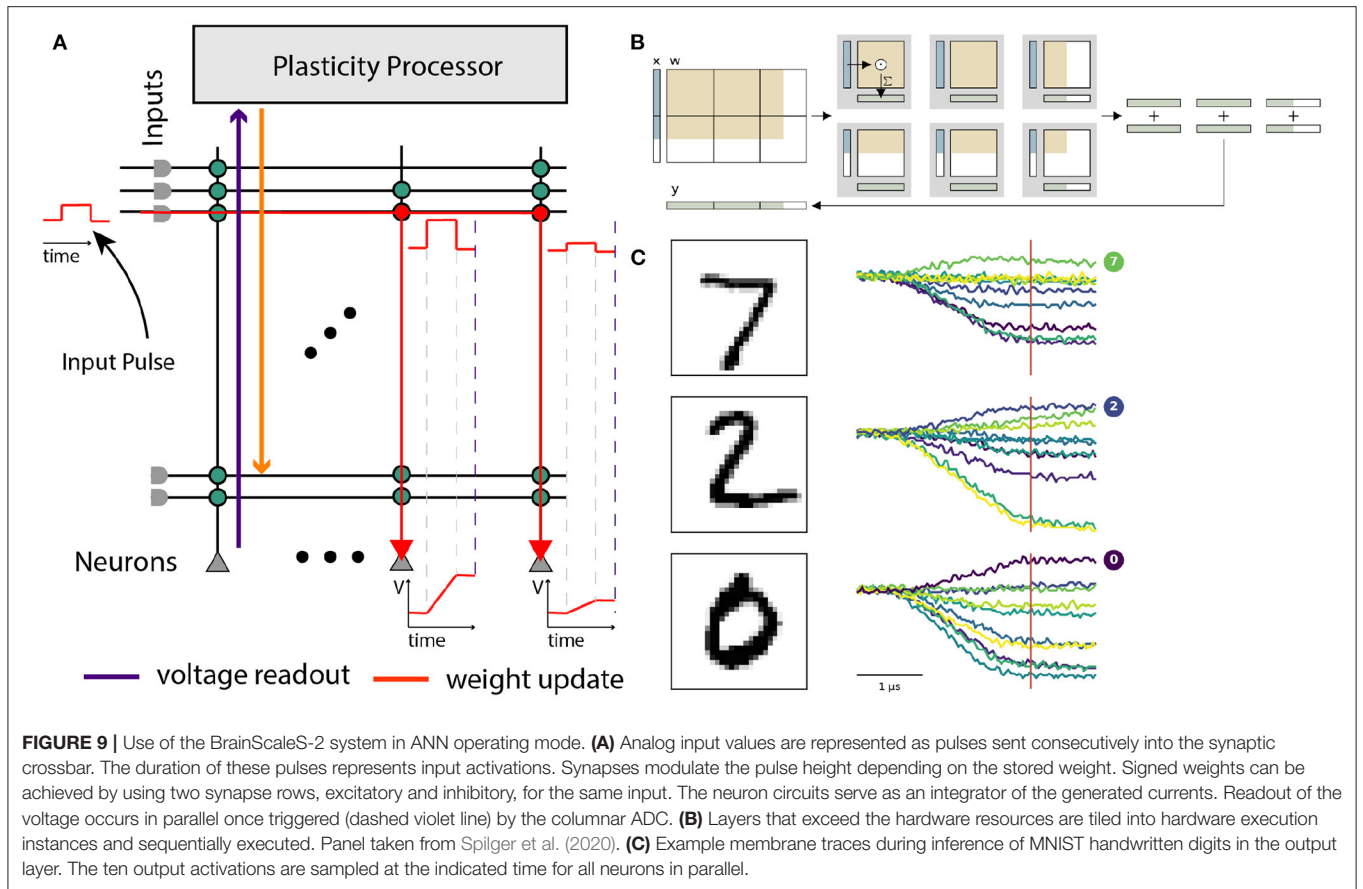 A
Plasticity Processor
Inputs
time
Input Pulse
Neurons
V
time
V
time
voltage readout
weight update
B
x w
Σ
+ + +
y
C
7
2
0
7
2
0
1 µs
FIGURE 9 | Use of the BrainScaleS-2 system in ANN operating mode. (A) Analog input values are represented as pulses sent consecutively into the synaptic
crossbar. The duration of these pulses represents input activations. Synapses modulate the pulse height depending on the stored weight. Signed weights can be
achieved by using two synapse rows, excitatory and inhibitory, for the same input. The neuron circuits serve as an integrator of the generated currents. Readout of the
voltage occurs in parallel once triggered (dashed violet line) by the columnar ADC. (B) Layers that exceed the hardware resources are tiled into hardware execution
instances and sequentially executed. Panel taken from Spilger et al. (2020). (C) Example membrane traces during inference of MNIST handwritten digits in the output
layer. The ten output activations are sampled at the indicated time for all neurons in parallel.